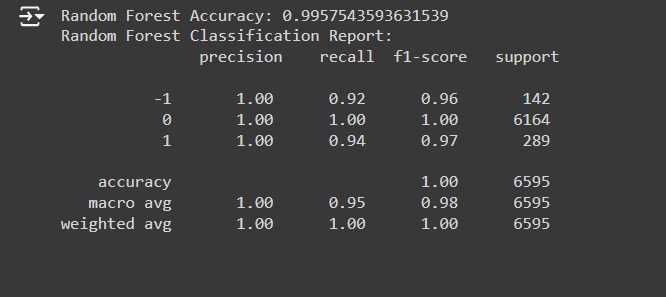 Random Forest Accuracy: 0.9957543593631539
Random Forest Classification Report:
precision recall f1-score support
-1 1.00 0.92 0.96 142
0 1.00 1.00 1.00 6164
1 1.00 0.94 0.97 289
accuracy 1.00 6595
macro avg 1.00 0.95 0.98 6595
weighted avg 1.00 1.00 1.00 6595